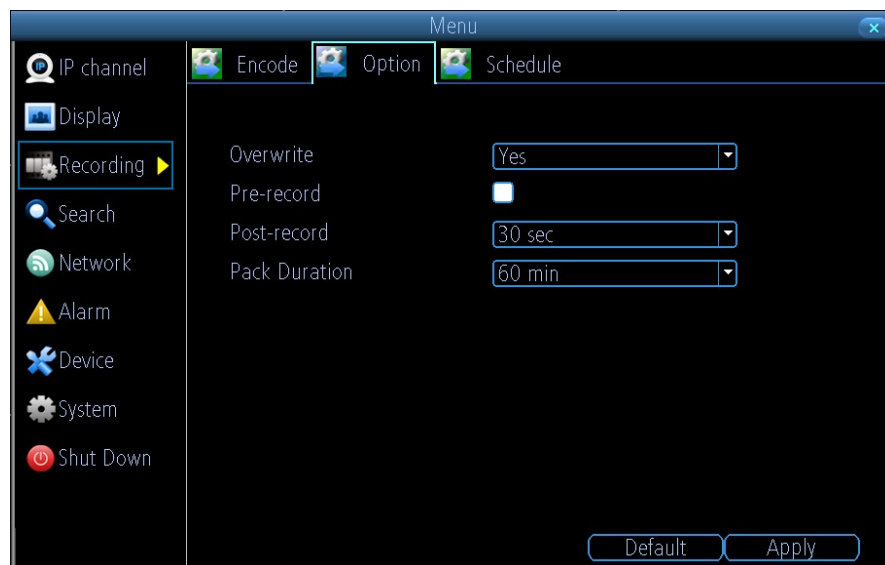 Menu
IP channel
Display
Recording
Search
Network
Alarm
Device
System
Shut Down
Encode Option Schedule
Overwrite Yes
Pre-record
Post-record 30 sec
Pack Duration 60 min
Default Apply